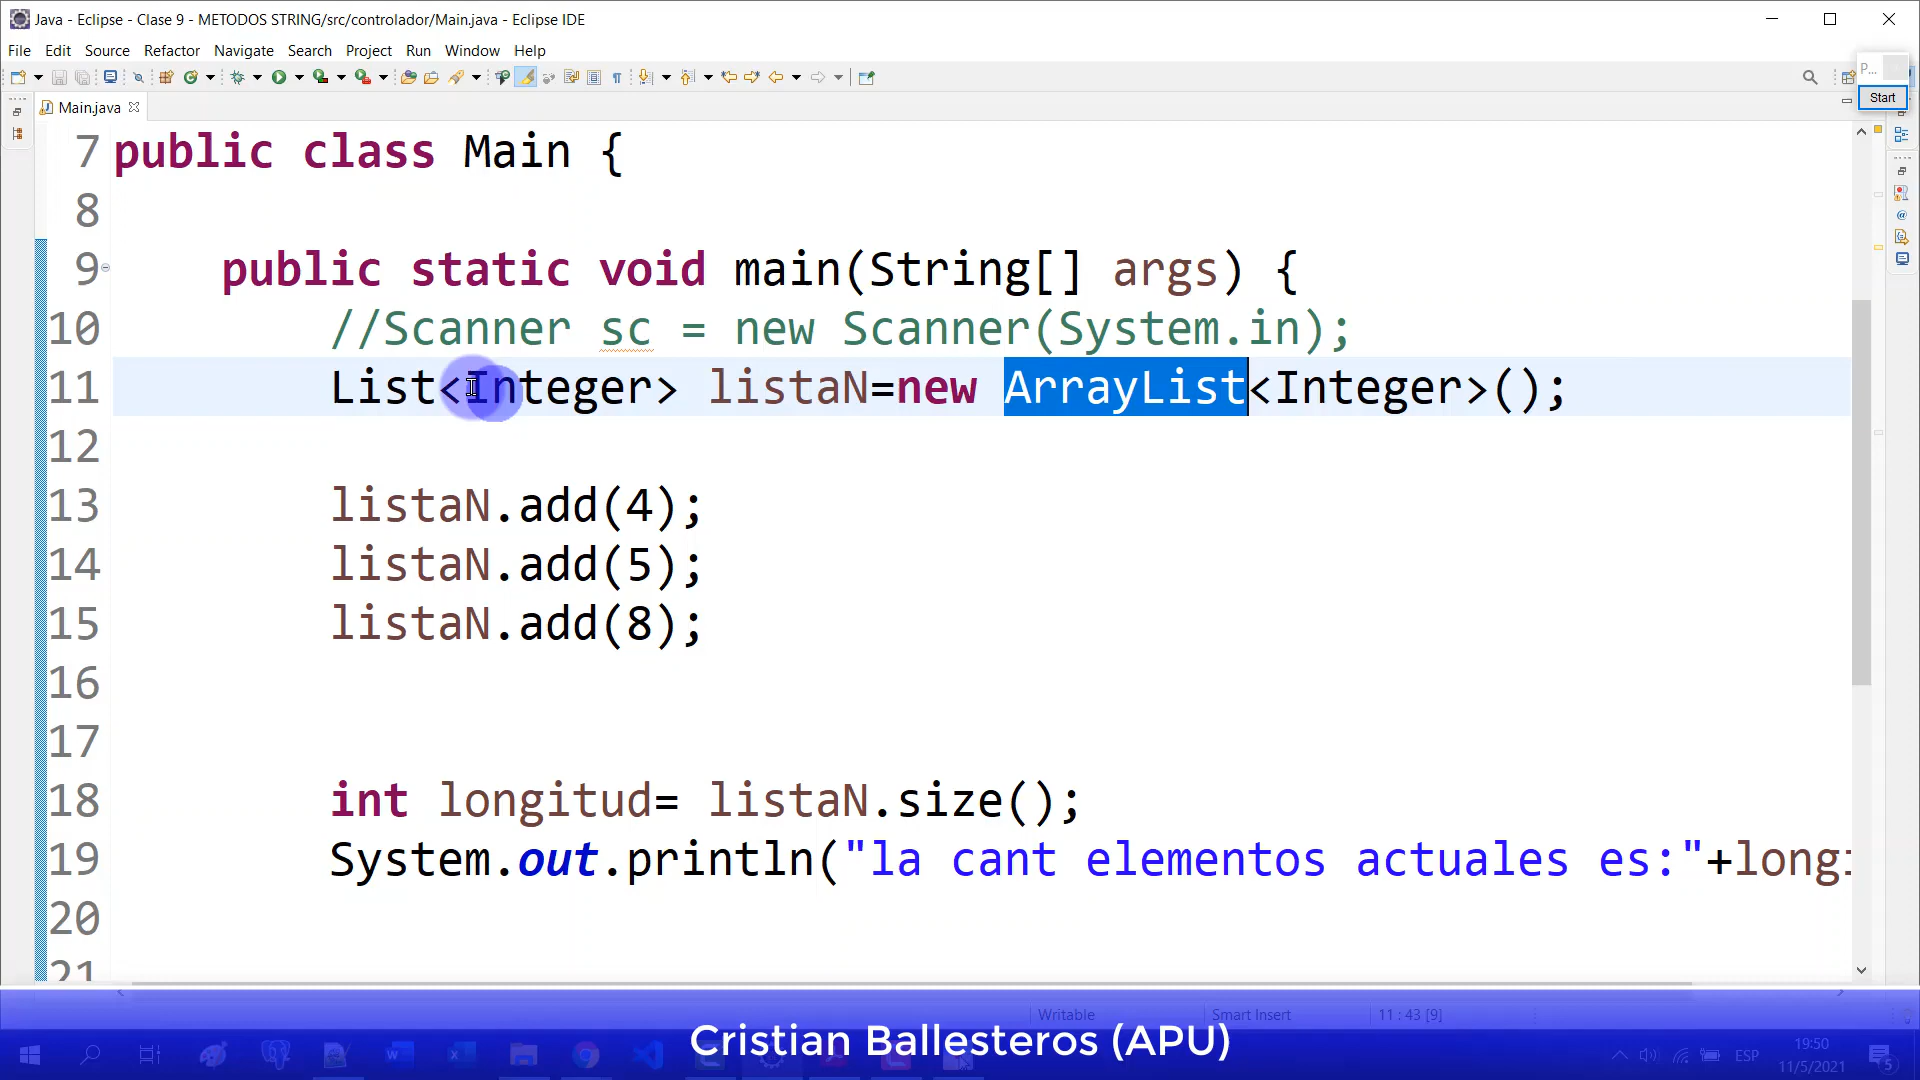 Java - Eclipse - Clase 9 - METODOS STRING/src/controlador/Main.java - Eclipse IDE
File Edit Source Refactor Navigate Search Project Run Window Help
P...
Start
Main.java
7 public class Main {
8
9 public static void main(String[] args) {
10 //Scanner sc = new Scanner(System.in);
11 List<Integer> listaN=new ArrayList<Integer>();
12
13 listaN.add(4);
14 listaN.add(5);
15 listaN.add(8);
16
17
18 int longitud= listaN.size();
19 System.out.println("la cant elementos actuales es:"+longi
20
21
Writable Smart Insert 11 : 43 [9]
Cristian Ballesteros (APU)
ESP
19:50
11/5/2021
5